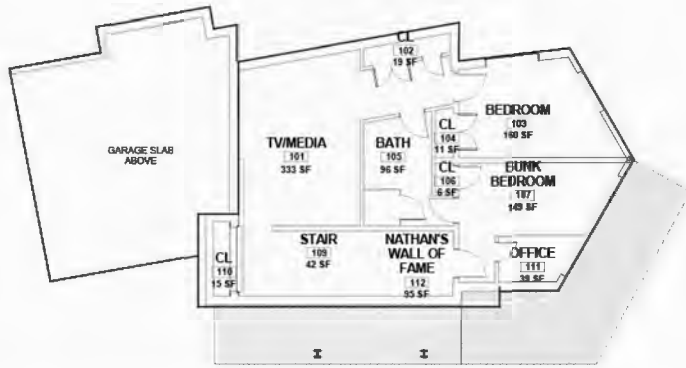 CL
102
19 SF
BEDROOM
103
160 SF
GARAGE SLAB
ABOVE
TV/MEDIA
101
333 SF
BATH
105
96 SF
CL
104
11 SF
CL
106
6 SF
BUNK
BEDROOM
107
149 SF
CL
110
15 SF
STAIR
109
42 SF
NATHAN'S
WALL OF
FAME
112
95 SF
OFFICE
111
39 SF